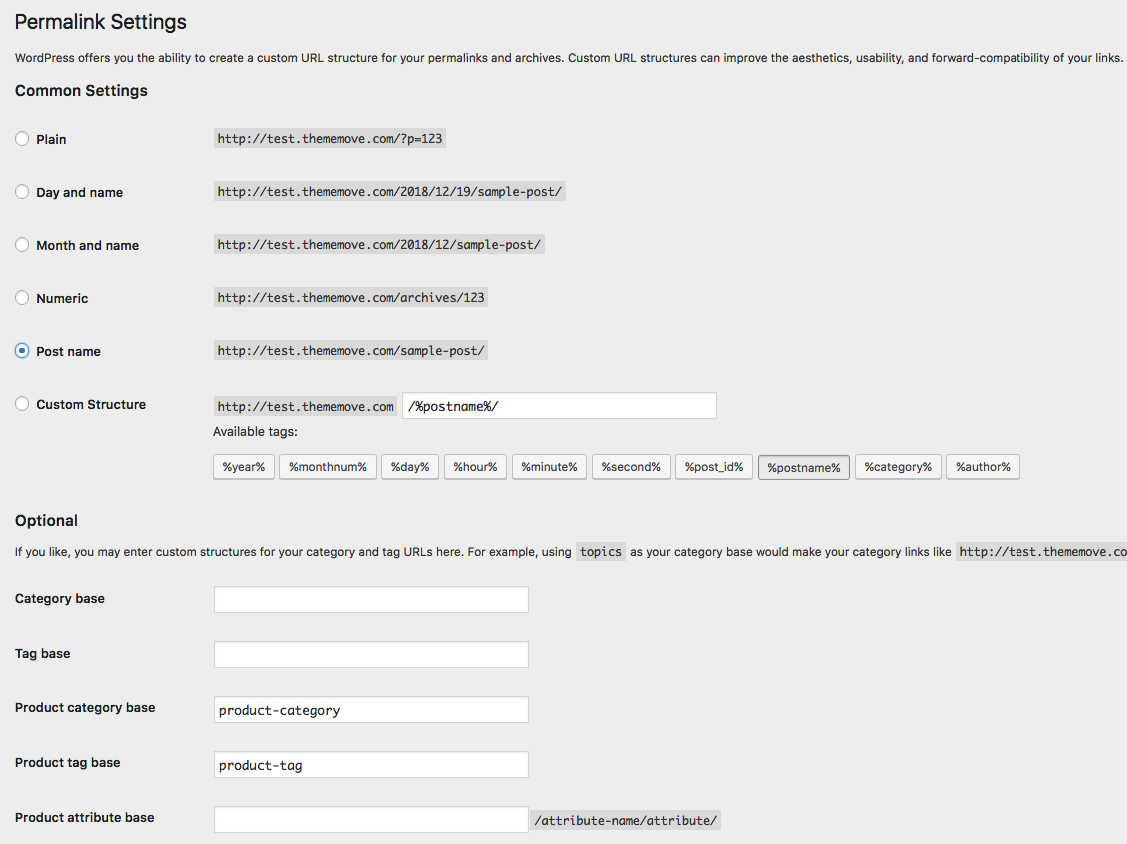 Permalink Settings
WordPress offers you the ability to create a custom URL structure for your permalinks and archives. Custom URL structures can improve the aesthetics, usability, and forward-compatibility of your links.
Common Settings
Plain http://test.thememove.com/?p=123
Day and name http://test.thememove.com/2018/12/19/sample-post/
Month and name http://test.thememove.com/2018/12/sample-post/
Numeric http://test.thememove.com/archives/123
Post name http://test.thememove.com/sample-post/
Custom Structure http://test.thememove.com /%postname%/
Available tags:
%year% %monthnum% %day% %hour% %minute% %second% %post_id% %postname% %category% %author%
Optional
If you like, you may enter custom structures for your category and tag URLs here. For example, using topics as your category base would make your category links like http://test.thememove.co
Category base
Tag base
Product category base product-category
Product tag base product-tag
Product attribute base /attribute-name/attribute/